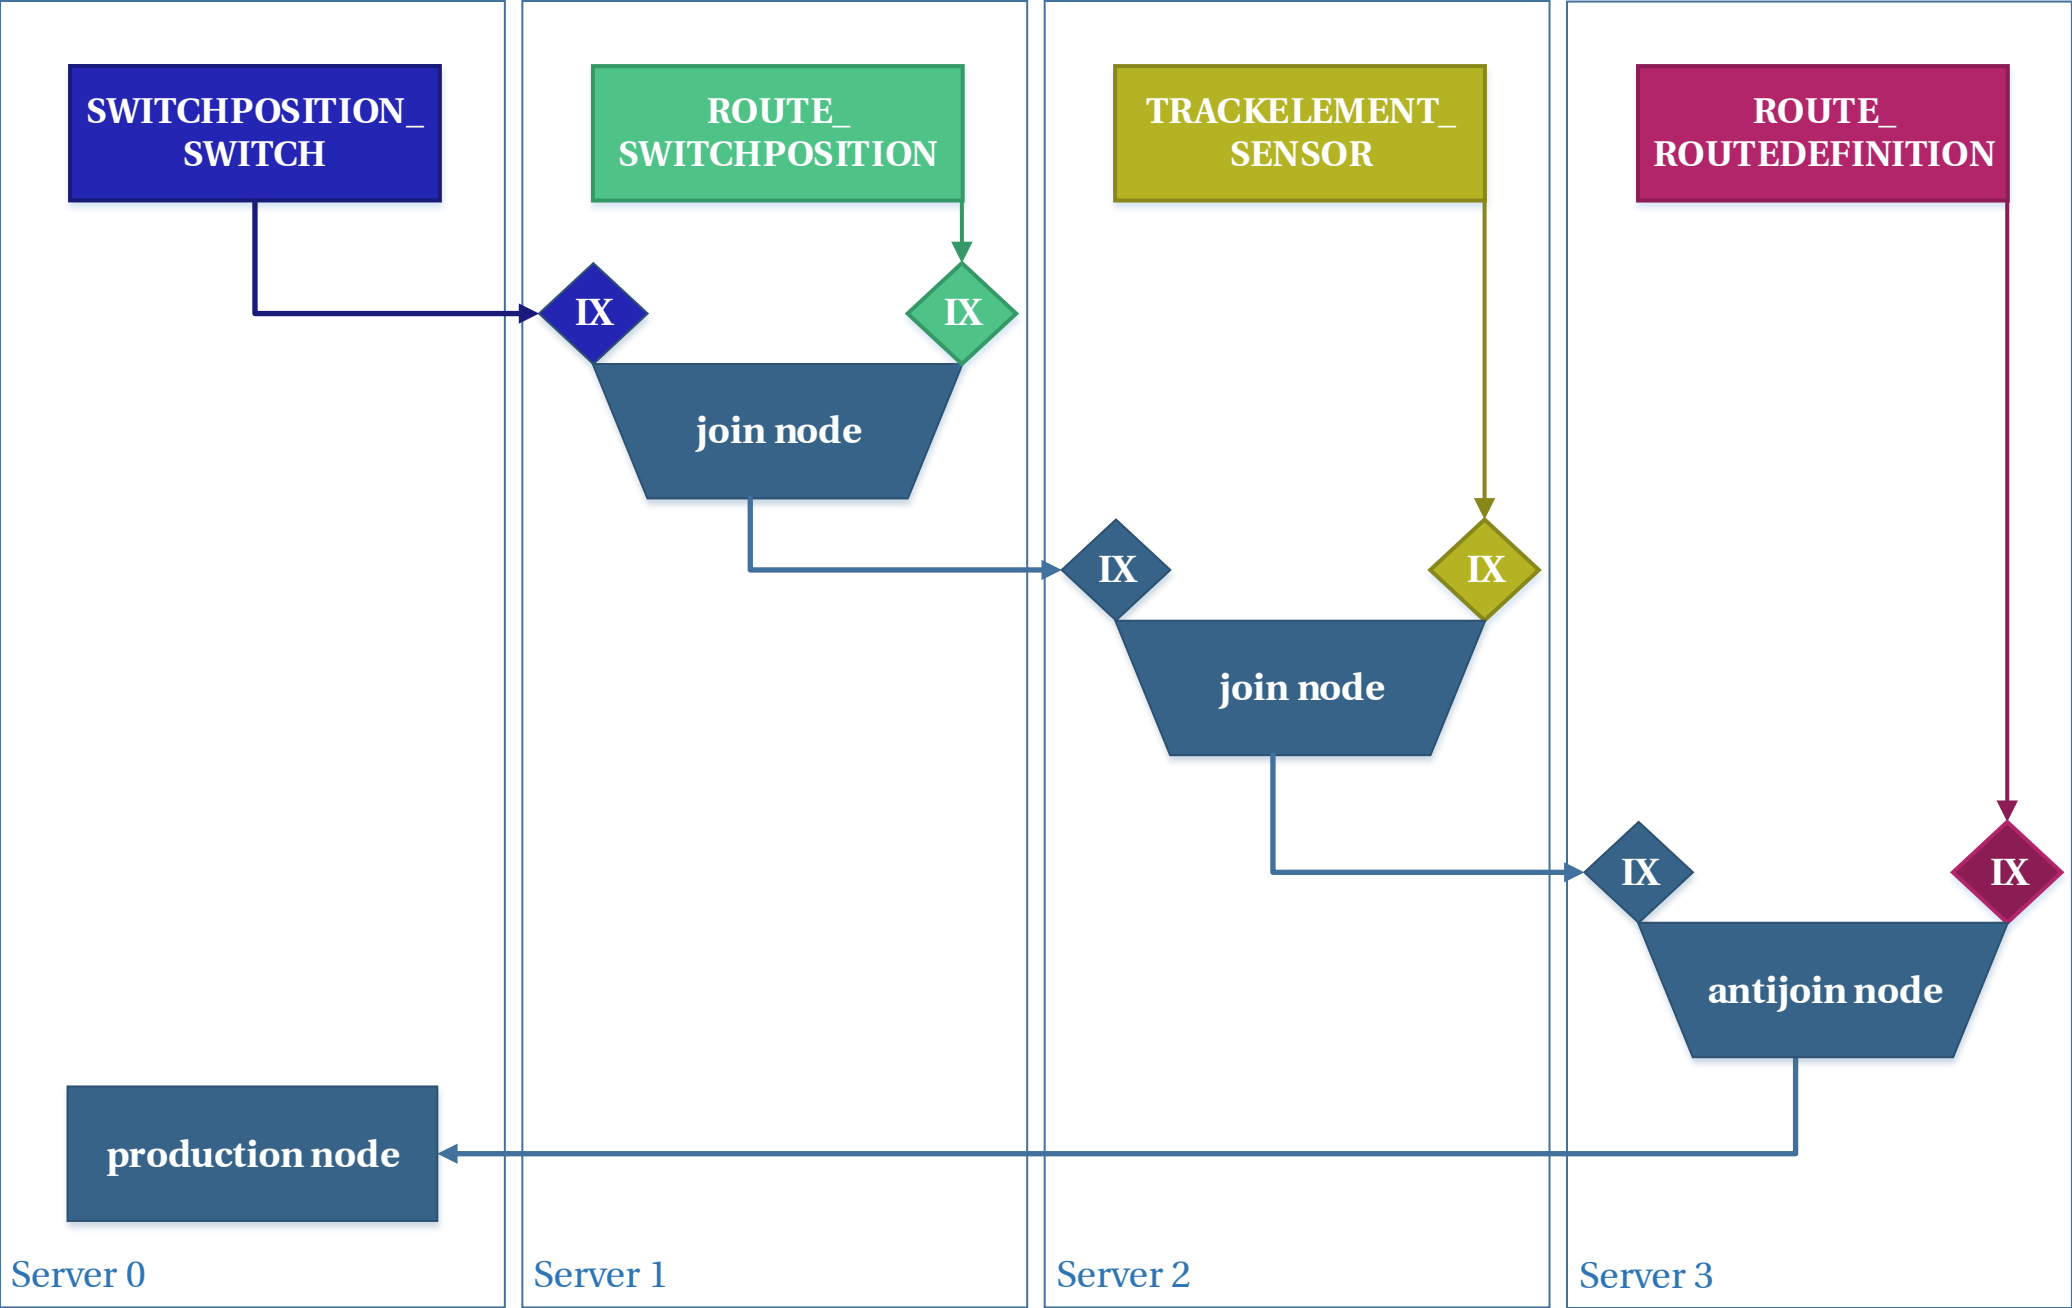 SWITCHPOSITION_
SWITCH
ROUTE_
SWITCHPOSITION
TRACKELEMENT_
SENSOR
ROUTE_
ROUTEDEFINITION
IX
IX
join node
IX
IX
join node
IX
IX
antijoin node
production node
Server 0
Server 1
Server 2
Server 3